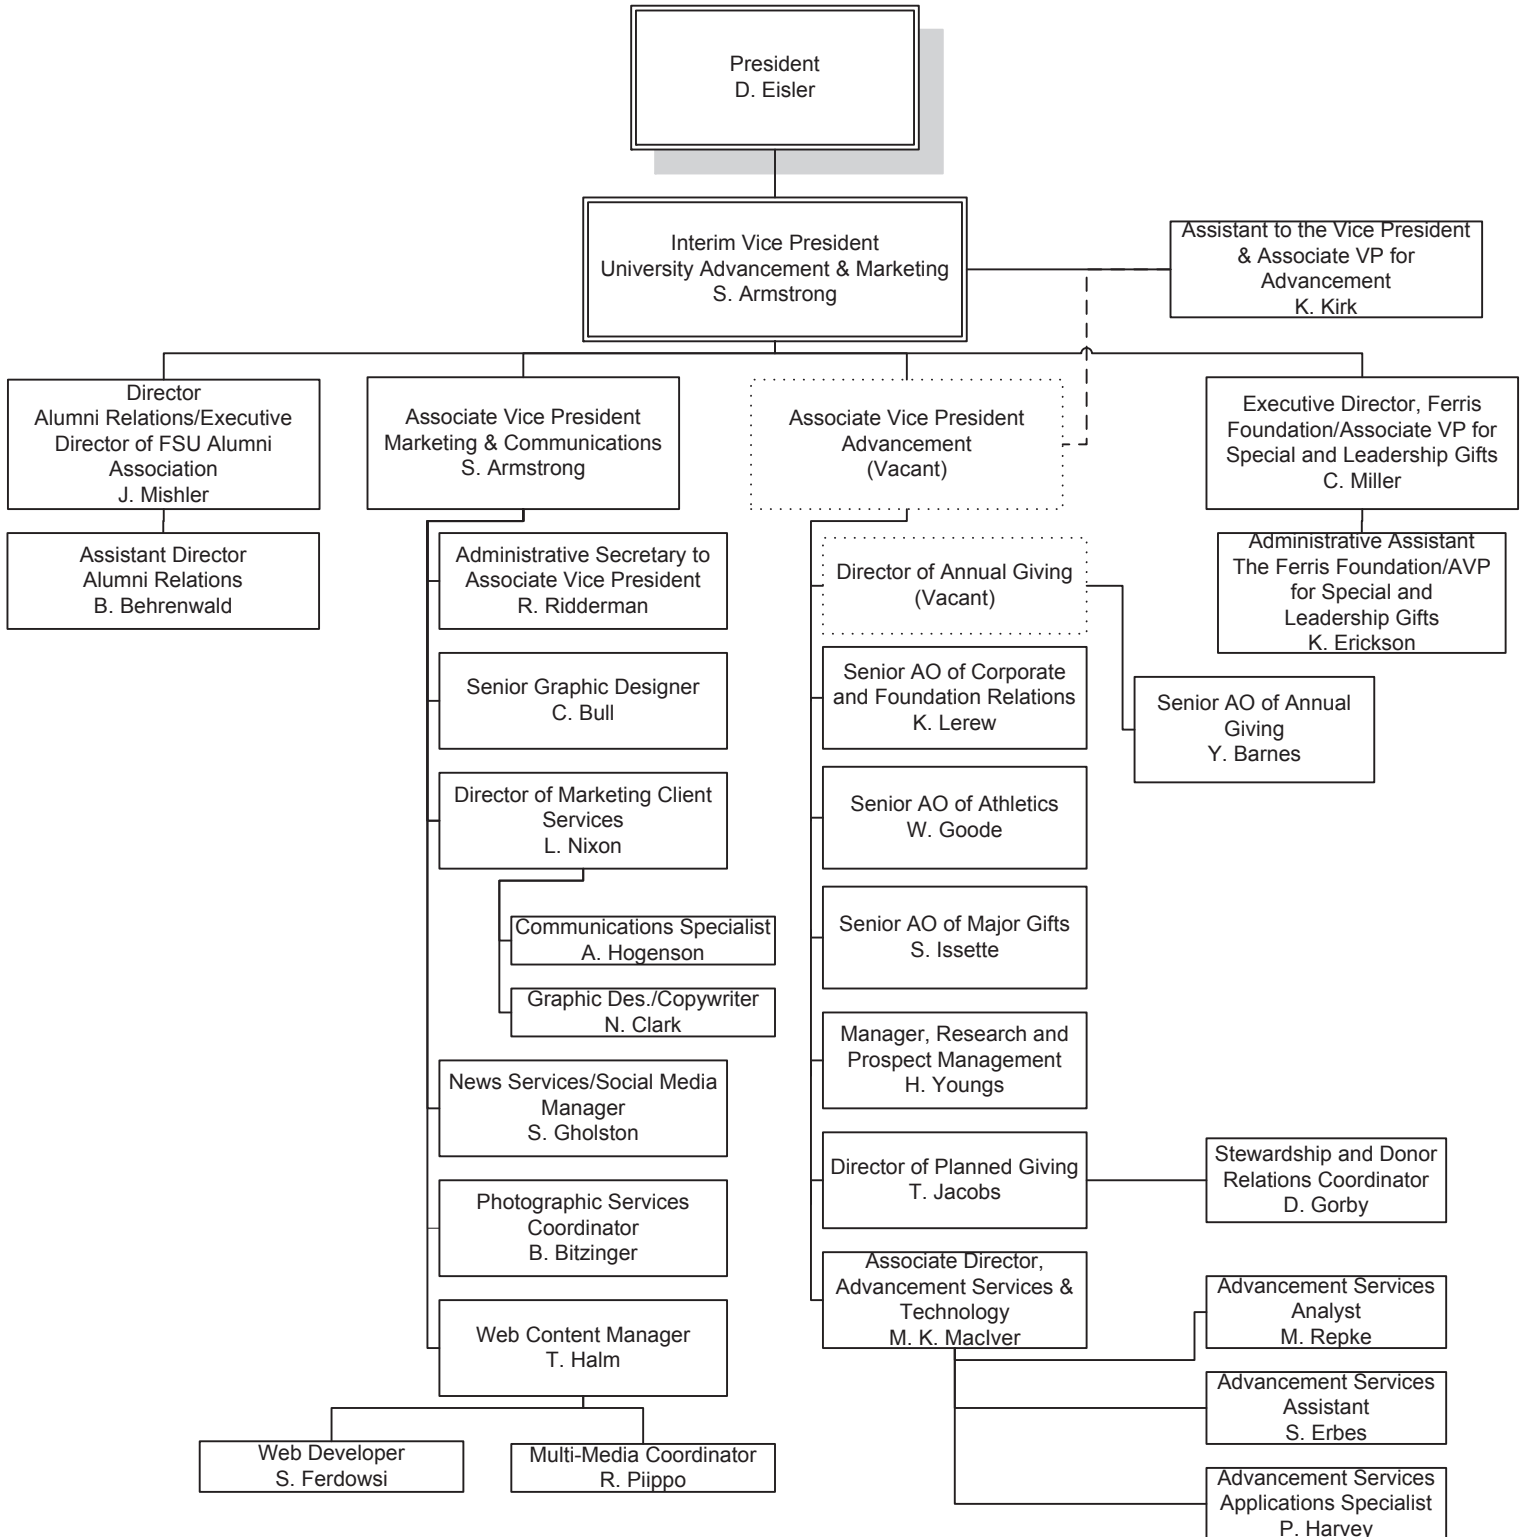 President
D. Eisler
Interim Vice President
University Advancement & Marketing
S. Armstrong
Assistant to the Vice President
& Associate VP for
Advancement
K. Kirk
Director
Alumni Relations/Executive
Director of FSU Alumni
Association
J. Mishler
Associate Vice President
Marketing & Communications
S. Armstrong
Associate Vice President
Advancement
(Vacant)
Executive Director, Ferris
Foundation/Associate VP for
Special and Leadership Gifts
C. Miller
Assistant Director
Alumni Relations
B. Behrenwald
Administrative Secretary to
Associate Vice President
R. Ridderman
Senior Graphic Designer
C. Bull
Director of Marketing Client
Services
L. Nixon
Communications Specialist
A. Hogenson
Graphic Des./Copywriter
N. Clark
News Services/Social Media
Manager
S. Gholston
Photographic Services
Coordinator
B. Bitzinger
Web Content Manager
T. Halm
Web Developer
S. Ferdowsi
Multi-Media Coordinator
R. Piippo
Director of Annual Giving
(Vacant)
Senior AO of Corporate
and Foundation Relations
K. Lerew
Senior AO of Athletics
W. Goode
Senior AO of Major Gifts
S. Issette
Manager, Research and
Prospect Management
H. Youngs
Director of Planned Giving
T. Jacobs
Associate Director,
Advancement Services &
Technology
M. K. MacIver
Administrative Assistant
The Ferris Foundation/AVP
for Special and
Leadership Gifts
K. Erickson
Senior AO of Annual
Giving
Y. Barnes
Stewardship and Donor
Relations Coordinator
D. Gorby
Advancement Services
Analyst
M. Repke
Advancement Services
Assistant
S. Erbes
Advancement Services
Applications Specialist
P. Harvey